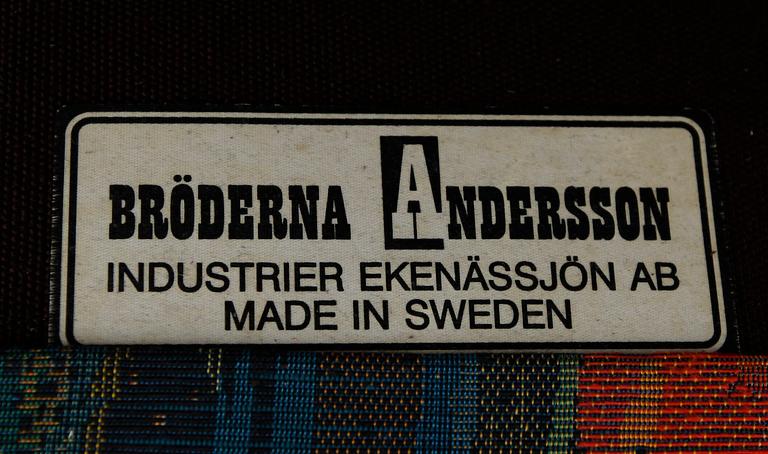 BRÖDERNA ANDERSSON
INDUSTRIER EKENÄSSJÖN AB
MADE IN SWEDEN